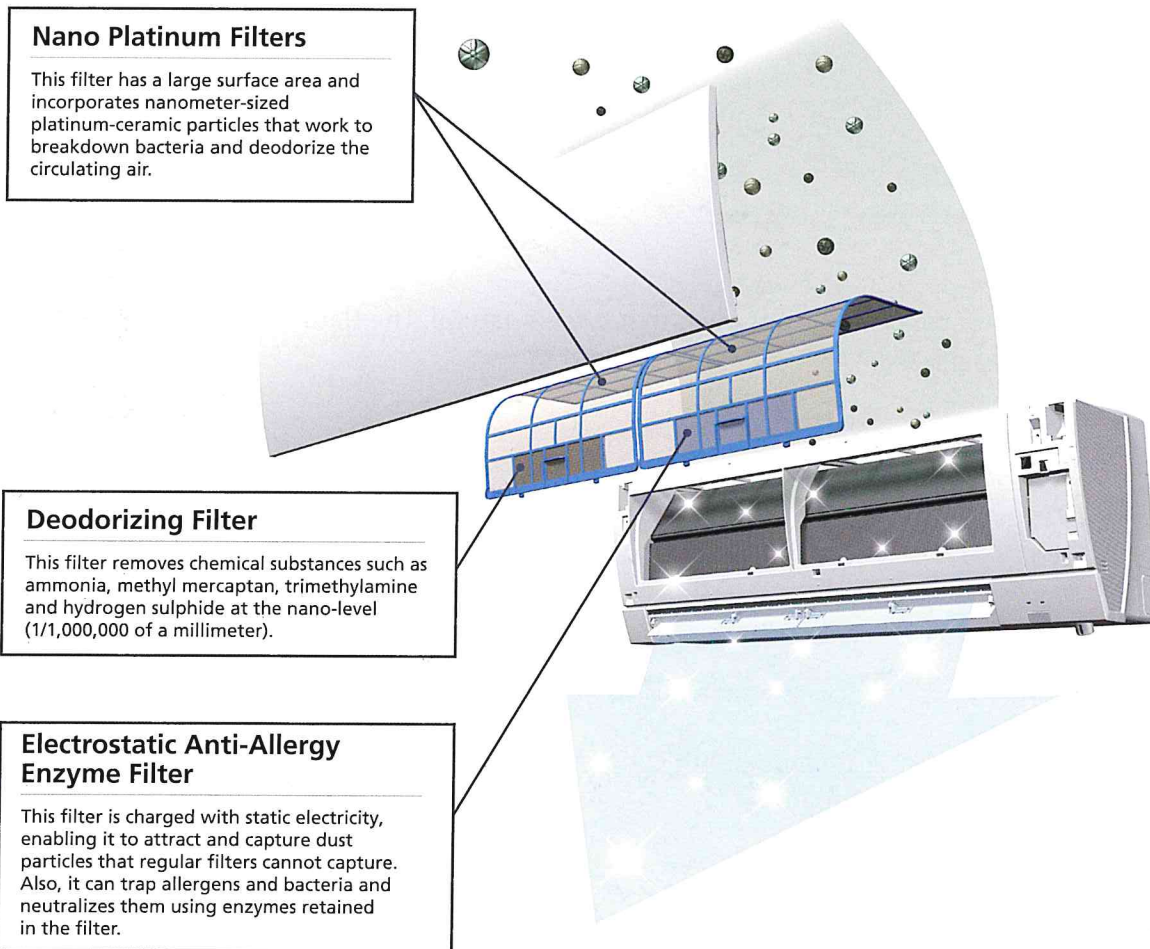 Nano Platinum Filters
This filter has a large surface area and
incorporates nanometer-sized
platinum-ceramic particles that work to
breakdown bacteria and deodorize the
circulating air.
Deodorizing Filter
This filter removes chemical substances such as
ammonia, methyl mercaptan, trimethylamine
and hydrogen sulphide at the nano-level
(1/1,000,000 of a millimeter).
Electrostatic Anti-Allergy
Enzyme Filter
This filter is charged with static electricity,
enabling it to attract and capture dust
particles that regular filters cannot capture.
Also, it can trap allergens and bacteria and
neutralizes them using enzymes retained
in the filter.